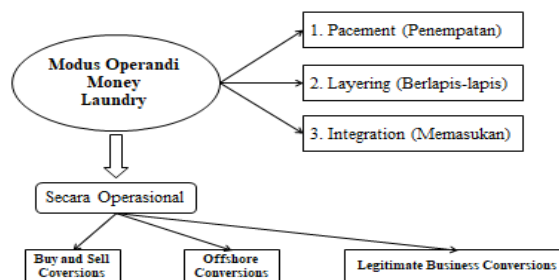 Modus Operandi
Money
Laundry
1. Pacement (Penempatan)
2. Layering (Berlapis-lapis)
3. Integration (Memasukan)
Secara Operasional
Buy and Sell
Coversions
Offshore
Conversions
Legitimate Business Conversions